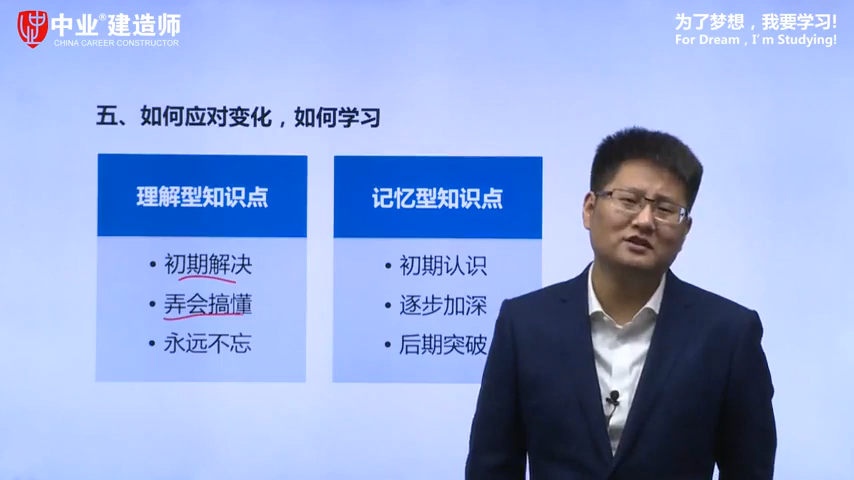 中业®建造师
CHINA CAREER CONSTRUCTOR
为了梦想，我要学习!
For Dream , I'm Studying!
五、如何应对变化，如何学习
理解型知识点
• 初期解决
• 弄会搞懂
• 永远不忘
记忆型知识点
• 初期认识
• 逐步加深
• 后期突破